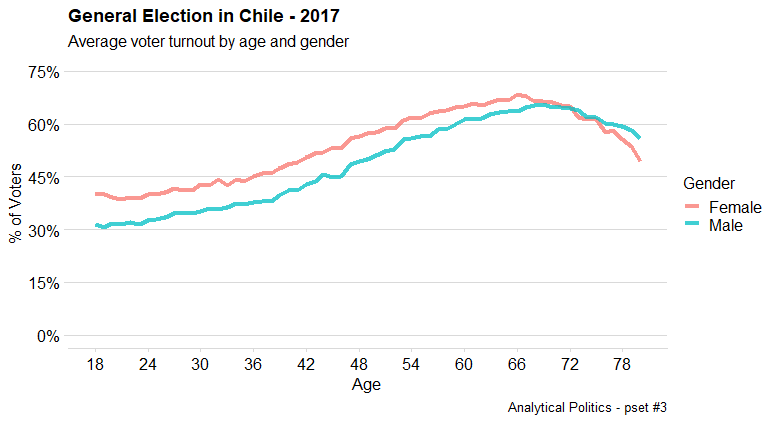 General Election in Chile - 2017
Average voter turnout by age and gender
75%
60%
45%
30%
15%
0%
% of Voters
18 24 30 36 42 48 54 60 66 72 78
Age
Gender
Female
Male
Analytical Politics - pset #3